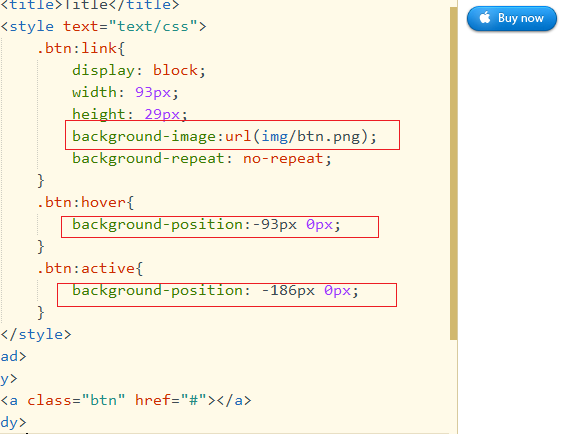 <title>Title</title>
<style text="text/css">
.btn:link{
display: block;
width: 93px;
height: 29px;
background-image:url(img/btn.png);
background-repeat: no-repeat;
}
.btn:hover{
background-position:-93px 0px;
}
.btn:active{
background-position: -186px 0px;
}
</style>
ad>
y>
<a class="btn" href="#"></a>
dy>
Buy now